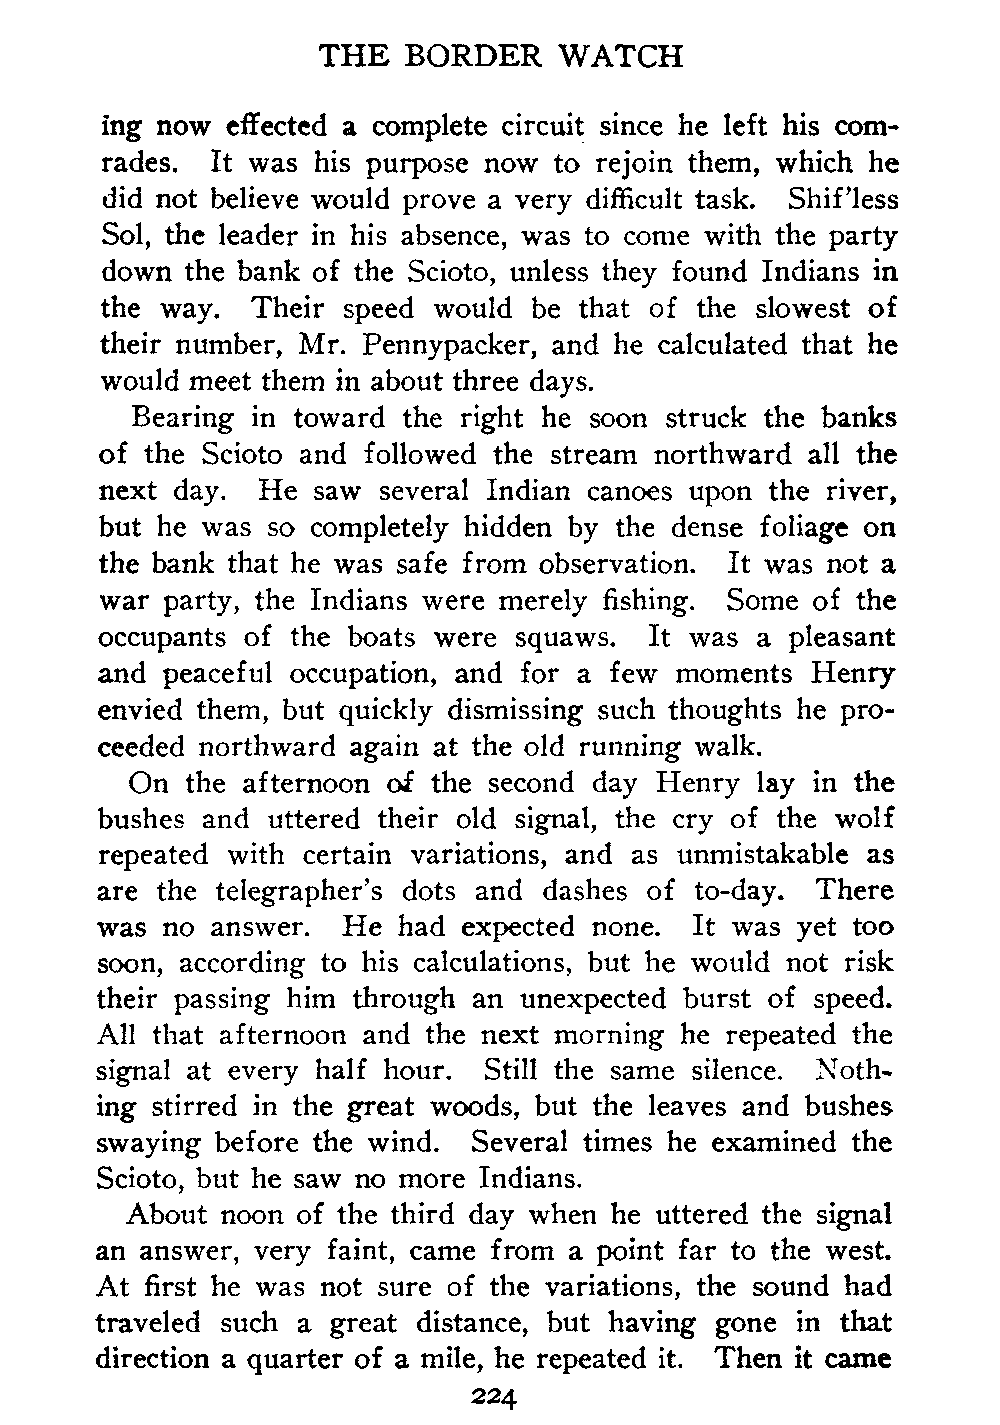 THE BORDER WATCH
ing now effected a complete circuit since he left his com-
rades. It was his purpose now to rejoin them, which he
did not believe would prove a very difficult task. Shif'less
Sol, the leader in his absence, was to come with the party
down the bank of the Scioto, unless they found Indians in
the way. Their speed would be that of the slowest of
their number, Mr. Pennypacker, and he calculated that he
would meet them in about three days.
Bearing in toward the right he soon struck the banks
of the Scioto and followed the stream northward all the
next day. He saw several Indian canoes upon the river,
but he was so completely hidden by the dense foliage on
the bank that he was safe from observation. It was not a
war party, the Indians were merely fishing. Some of the
occupants of the boats were squaws. It was a pleasant
and peaceful occupation, and for a few moments Henry
envied them, but quickly dismissing such thoughts he pro-
ceeded northward again at the old running walk.
On the afternoon of the second day Henry lay in the
bushes and uttered their old signal, the cry of the wolf
repeated with certain variations, and as unmistakable as
are the telegrapher's dots and dashes of to-day. There
was no answer. He had expected none. It was yet too
soon, according to his calculations, but he would not risk
their passing him through an unexpected burst of speed.
All that afternoon and the next morning he repeated the
signal at every half hour. Still the same silence. Noth-
ing stirred in the great woods, but the leaves and bushes
swaying before the wind. Several times he examined the
Scioto, but he saw no more Indians.
About noon of the third day when he uttered the signal
an answer, very faint, came from a point far to the west.
At first he was not sure of the variations, the sound had
traveled such a great distance, but having gone in that
direction a quarter of a mile, he repeated it. Then it came
224